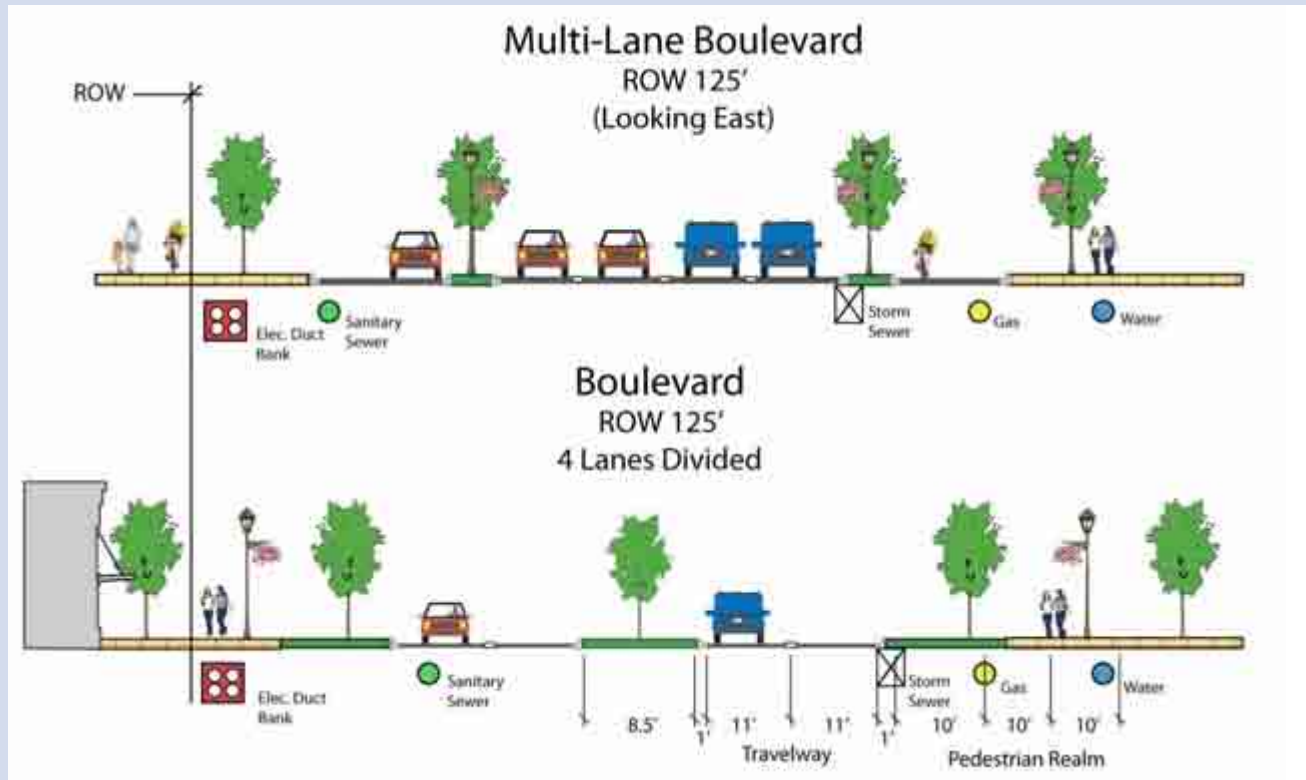 Multi-Lane Boulevard
ROW 125'
(Looking East)
ROW
Elec. Duct
Bank
Sanitary
Sewer
Storm
Sewer
Gas
Water
Boulevard
ROW 125'
4 Lanes Divided
Elec. Duct
Bank
Sanitary
Sewer
Storm
Sewer
Gas
Water
8.5'
1'
11'
11'
1'
10'
10'
10'
Travelway
Pedestrian Realm